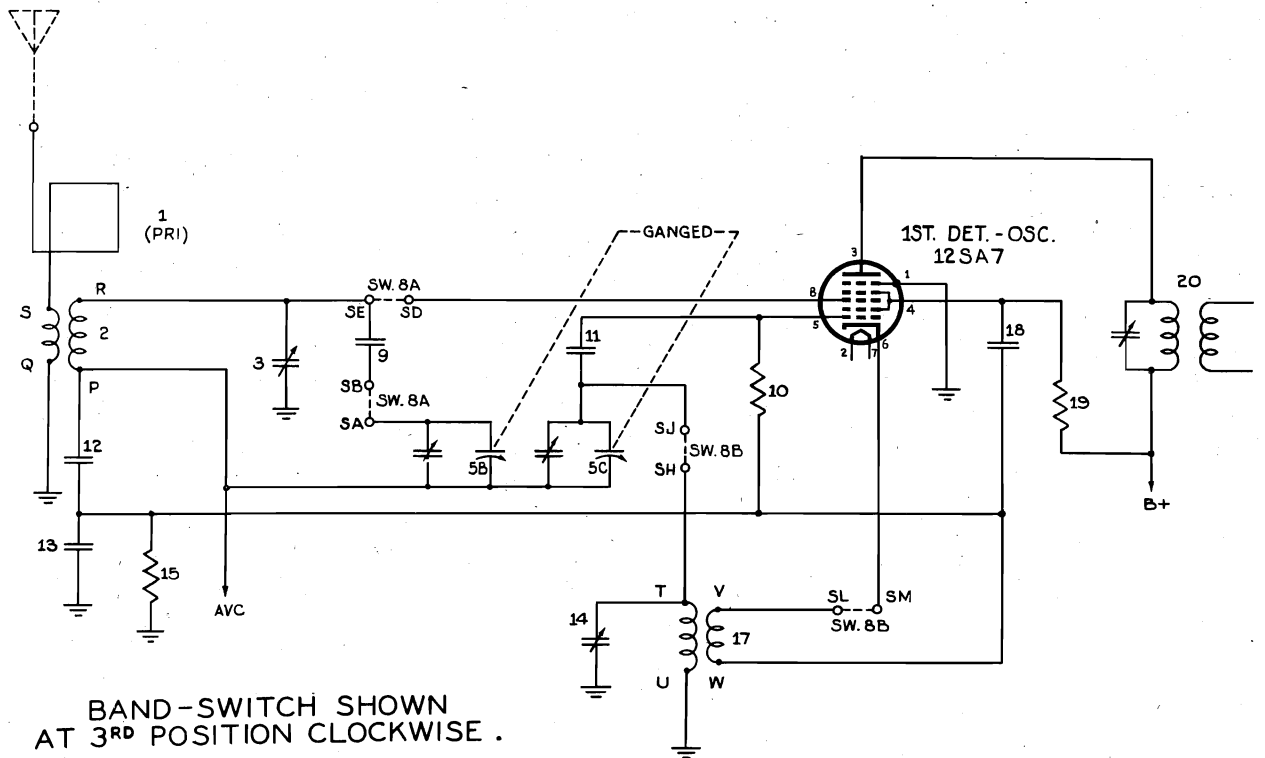 GANGED
1
(PRI)
1ST. DET.-OSC.
12SA7
3
1
8
4
5
2
7
6
S
R
2
Q
P
SW. 8A
SE
SD
3
9
SB
SW. 8A
SA
5B
11
5C
SJ
SW. 8B
SH
10
18
19
20
B+
12
13
15
AVC
T
V
14
17
U
W
SL
SM
SW. 8B
BAND-SWITCH SHOWN
AT 3RD POSITION CLOCKWISE.